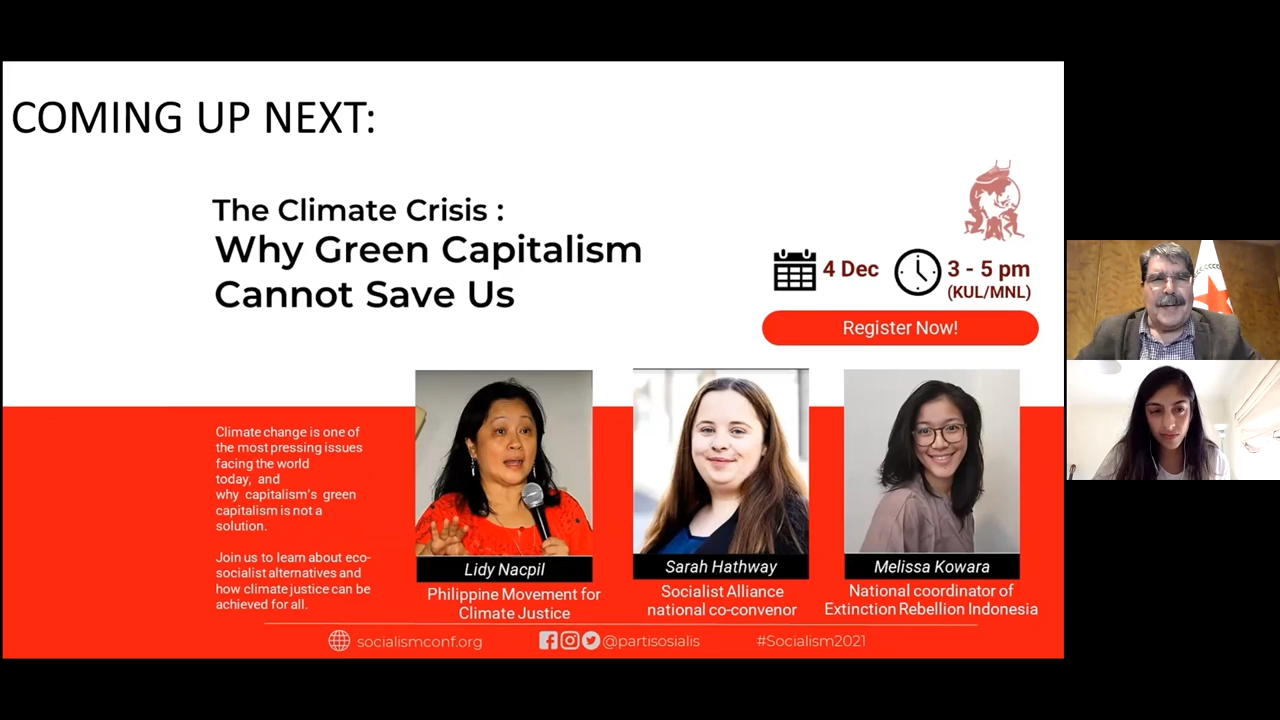 COMING UP NEXT:
The Climate Crisis :
Why Green Capitalism
Cannot Save Us
4 Dec
3 - 5 pm
(KUL/MNL)
Register Now!
Climate change is one of
the most pressing issues
facing the world
today, and
why capitalism's green
capitalism is not a
solution.
Join us to learn about eco-
socialist alternatives and
how climate justice can be
achieved for all.
Lidy Nacpil
Philippine Movement for
Climate Justice
Sarah Hathway
Socialist Alliance
national co-convenor
Melissa Kowara
National coordinator of
Extinction Rebellion Indonesia
socialismconf.org
@partisosialis
#Socialism2021